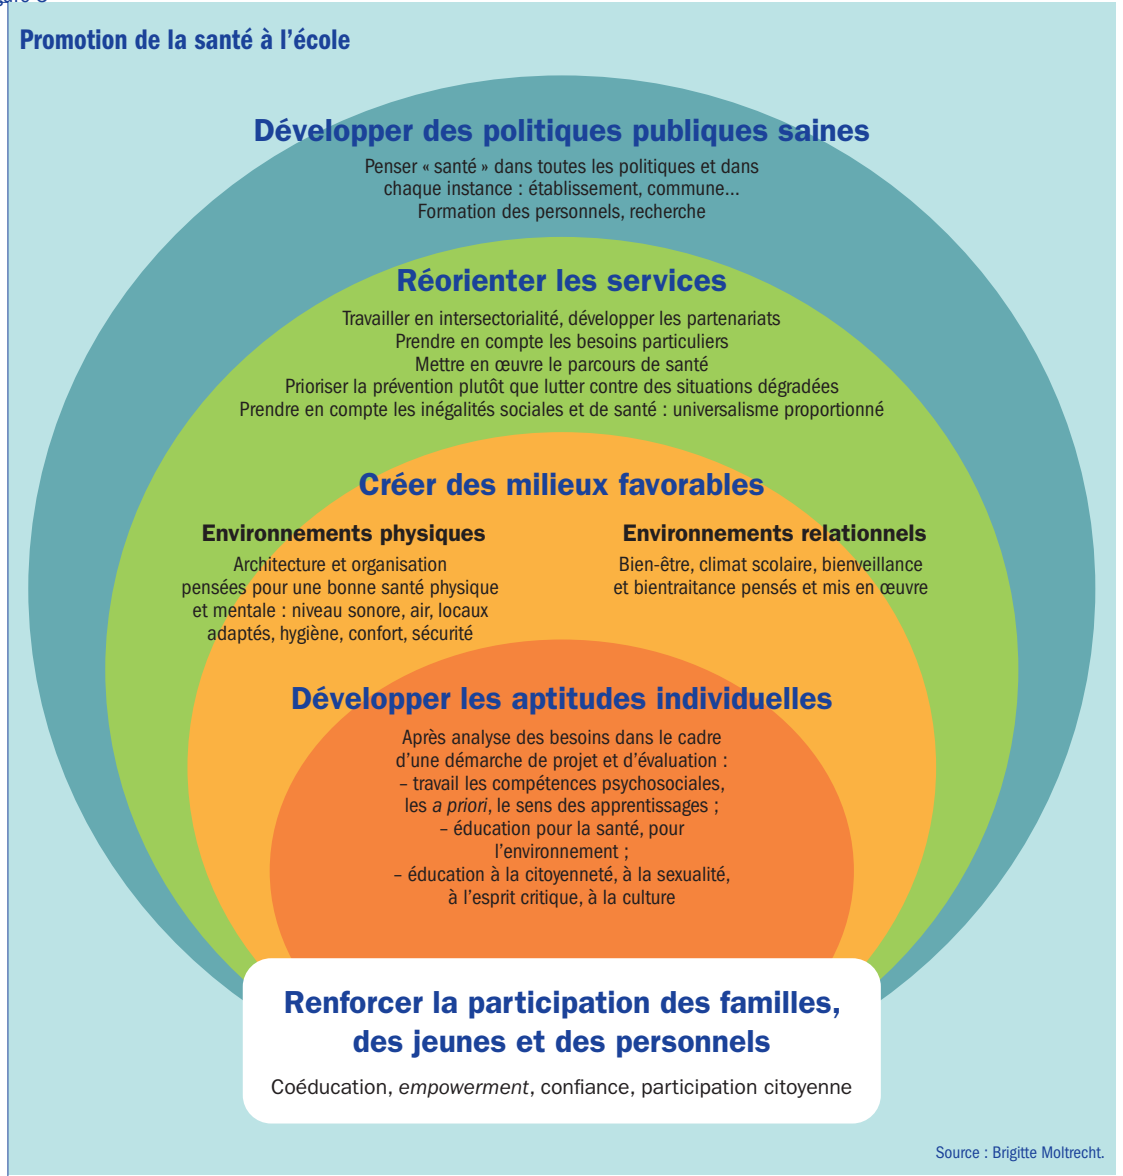 Promotion de la santé à l'école
Développer des politiques publiques saines
Penser « santé » dans toutes les politiques et dans
chaque instance : établissement, commune...
Formation des personnels, recherche
Réorienter les services
Travailler en intersectorialité, développer les partenariats
Prendre en compte les besoins particuliers
Mettre en œuvre le parcours de santé
Prioriser la prévention plutôt que lutter contre des situations dégradées
Prendre en compte les inégalités sociales et de santé : universalisme proportionné
Créer des milieux favorables
Environnements physiques
Architecture et organisation
pensées pour une bonne santé physique
et mentale : niveau sonore, air, locaux
adaptés, hygiène, confort, sécurité
Environnements relationnels
Bien-être, climat scolaire, bienveillance
et bientraitance pensés et mis en œuvre
Développer les aptitudes individuelles
Après analyse des besoins dans le cadre
d'une démarche de projet et d'évaluation :
– travail les compétences psychosociales,
les a priori, le sens des apprentissages ;
– éducation pour la santé, pour
l'environnement ;
– éducation à la citoyenneté, à la sexualité,
à l'esprit critique, à la culture
Renforcer la participation des familles,
des jeunes et des personnels
Coéducation, empowerment, confiance, participation citoyenne
Source : Brigitte Moltrecht.